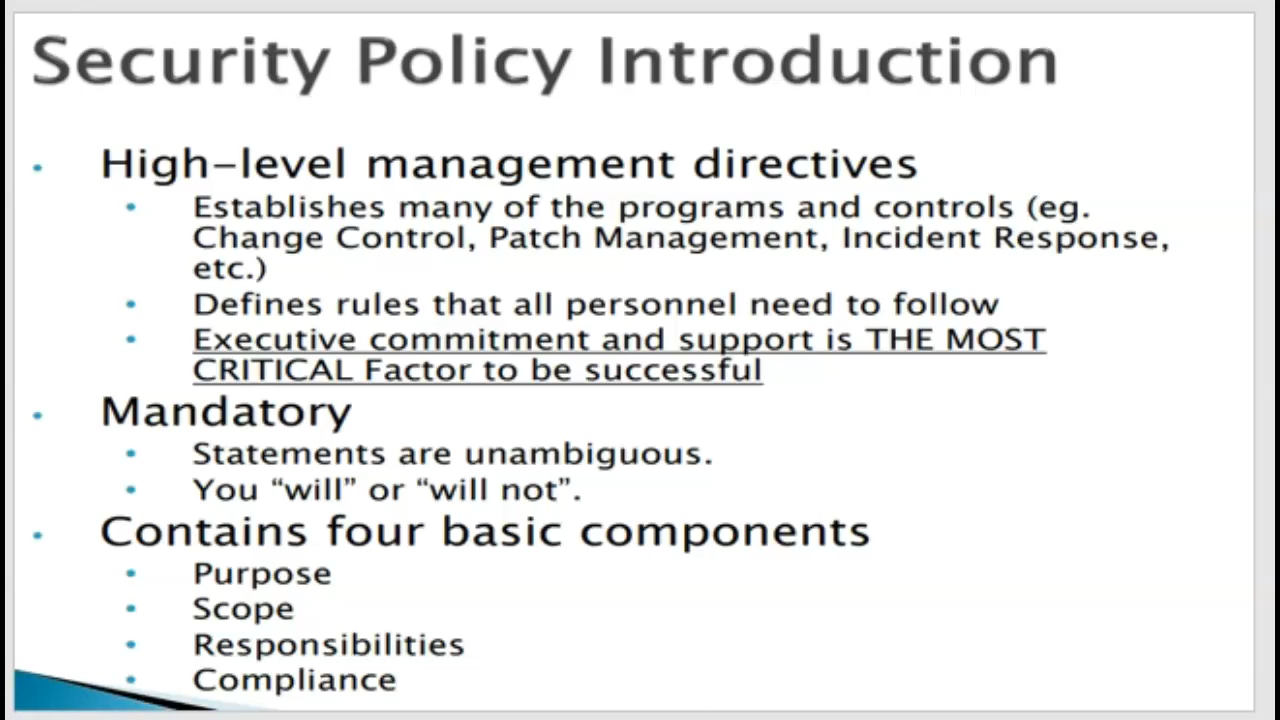 Security Policy Introduction
• High-level management directives
• Establishes many of the programs and controls (eg.
Change Control, Patch Management, Incident Response,
etc.)
• Defines rules that all personnel need to follow
• Executive commitment and support is THE MOST
CRITICAL Factor to be successful
• Mandatory
• Statements are unambiguous.
• You “will” or “will not”.
• Contains four basic components
• Purpose
• Scope
• Responsibilities
• Compliance